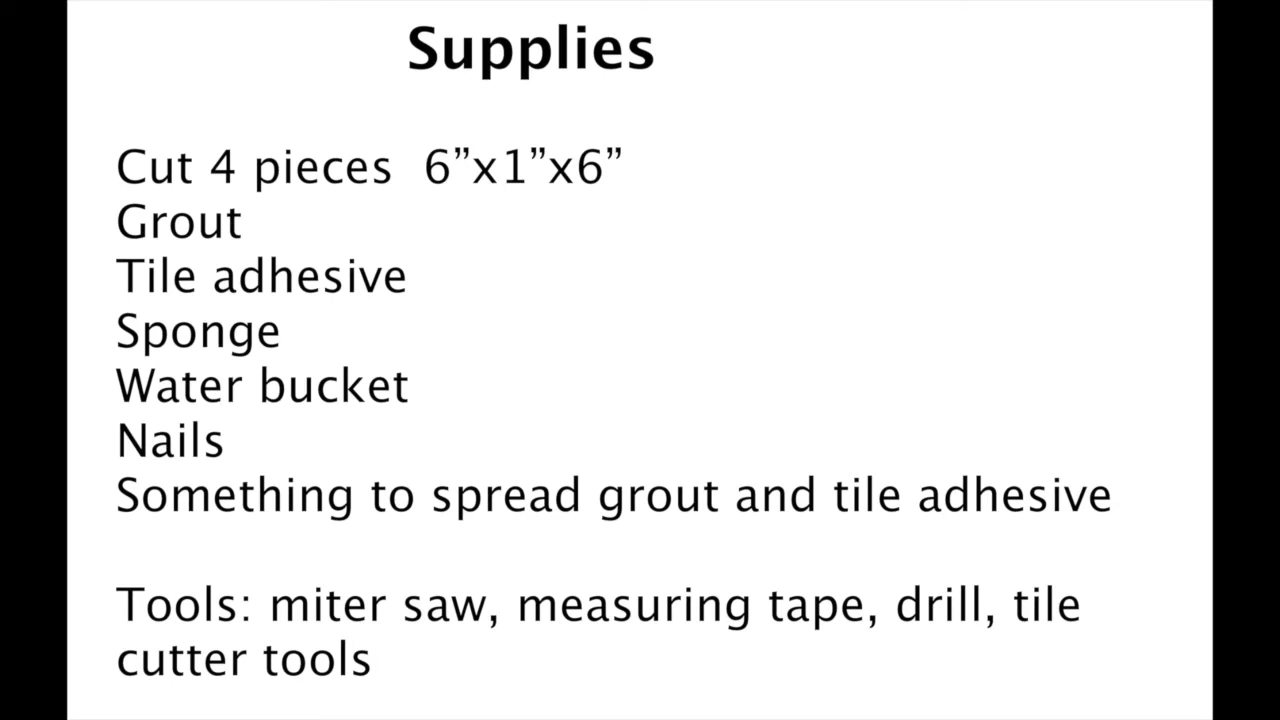 Supplies
Cut 4 pieces  6”x1”x6”
Grout
Tile adhesive
Sponge
Water bucket
Nails
Something to spread grout and tile adhesive
Tools: miter saw, measuring tape, drill, tile
cutter tools